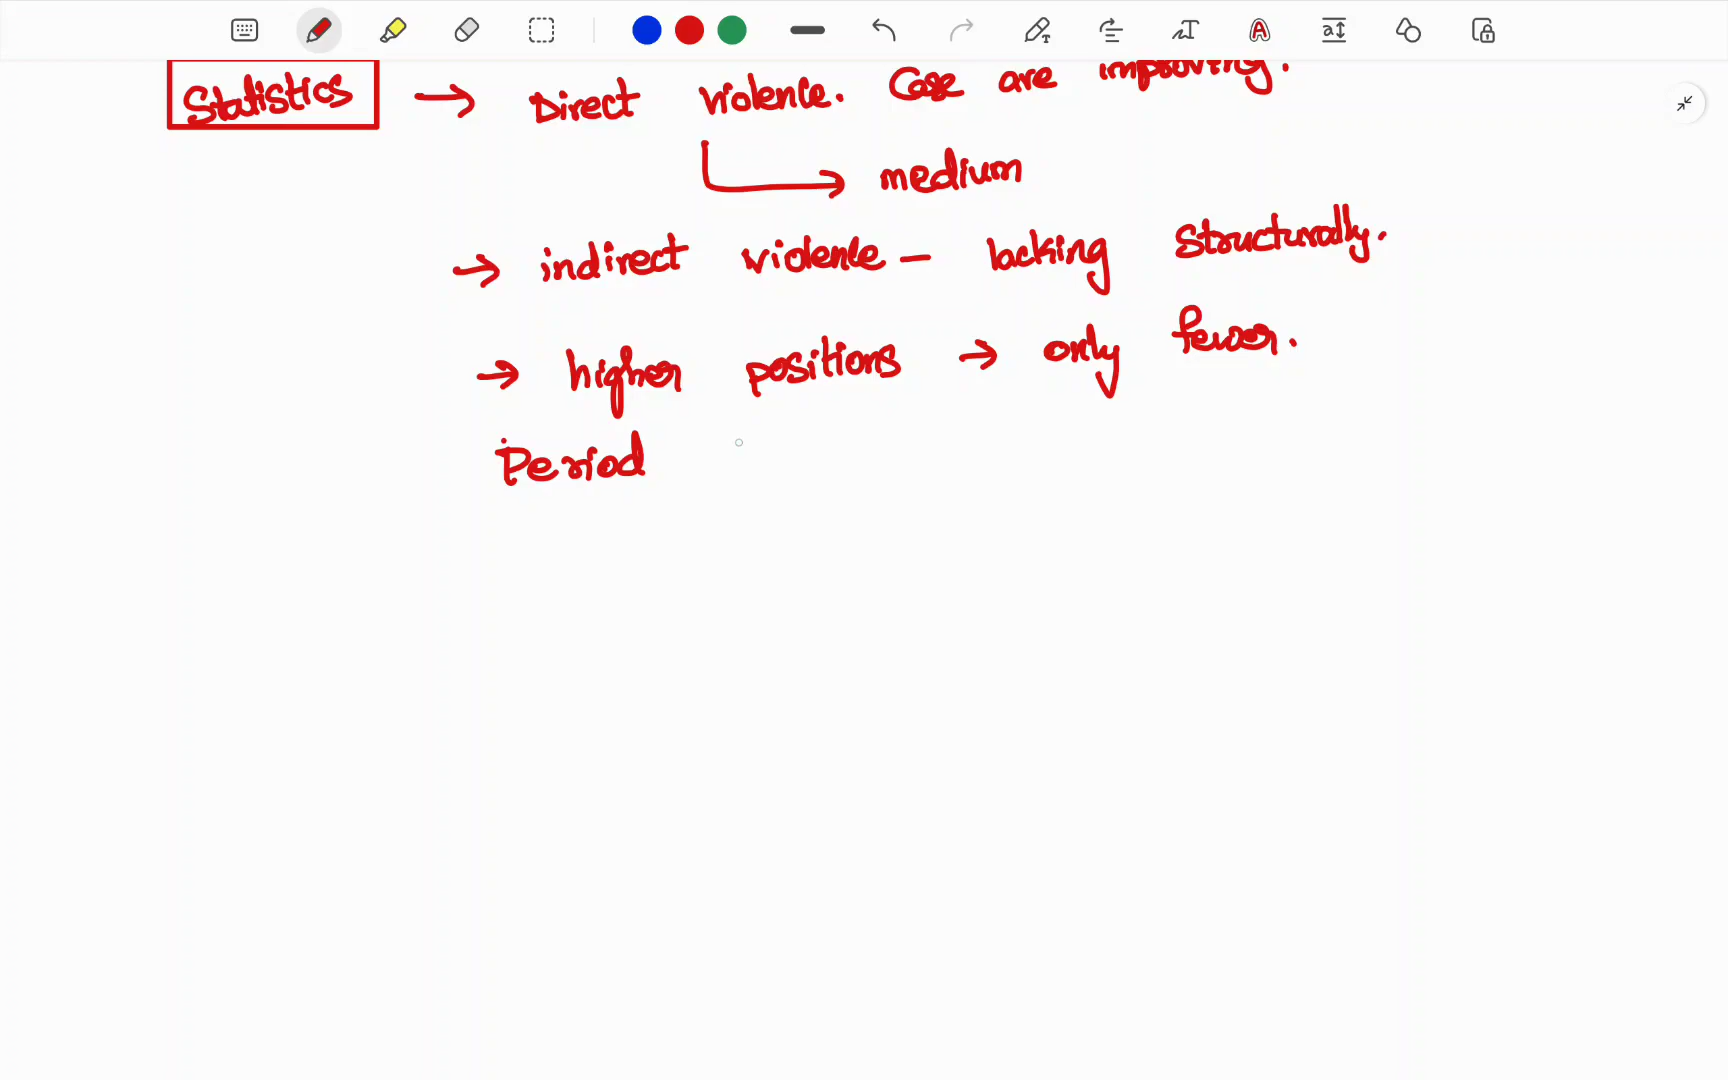 Statistics → Direct violence. Case are improving.
→ medium
→ indirect violence – lacking structurally.
→ higher positions → only fewer.
Period